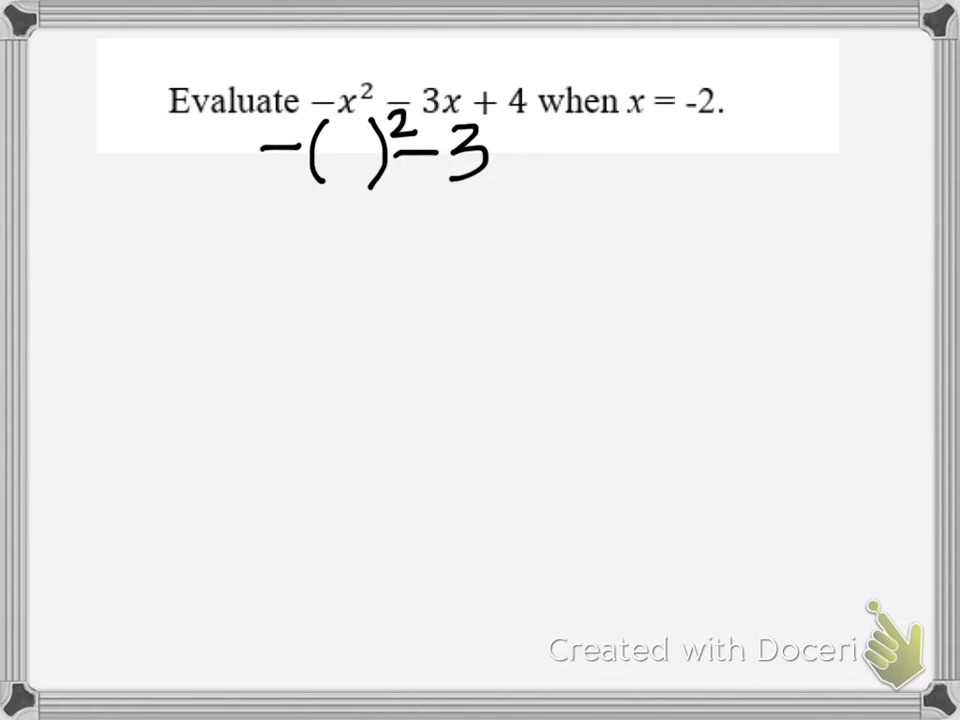 Evaluate −x² − 3x + 4 when x = -2.
−( )² − 3
Created with Doceri